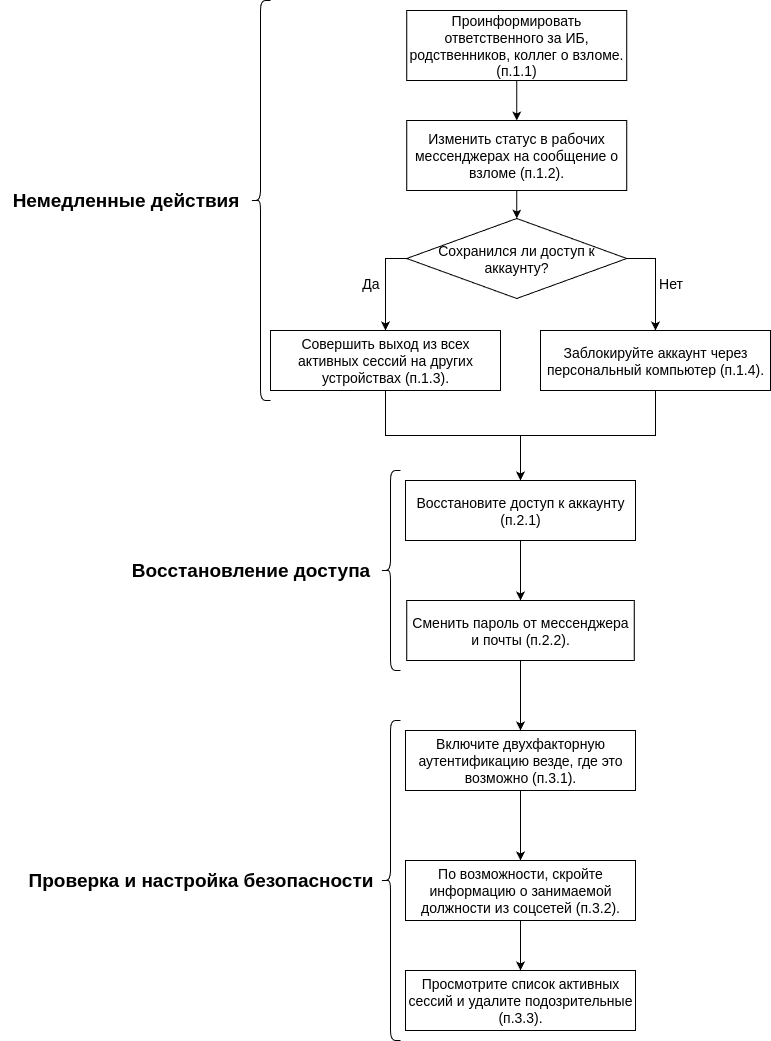 Проинформировать
ответственного за ИБ,
родственников, коллег о взломе.
(п.1.1)
Изменить статус в рабочих
мессенджерах на сообщение о
взломе (п.1.2).
Немедленные действия
Сохранился ли доступ к
аккаунту?
Да
Нет
Совершить выход из всех
активных сессий на других
устройствах (п.1.3).
Заблокируйте аккаунт через
персональный компьютер (п.1.4).
Восстановите доступ к аккаунту
(п.2.1)
Восстановление доступа
Сменить пароль от мессенджера
и почты (п.2.2).
Включите двухфакторную
аутентификацию везде, где это
возможно (п.3.1).
Проверка и настройка безопасности
По возможности, скройте
информацию о занимаемой
должности из соцсетей (п.3.2).
Просмотрите список активных
сессий и удалите подозрительные
(п.3.3).